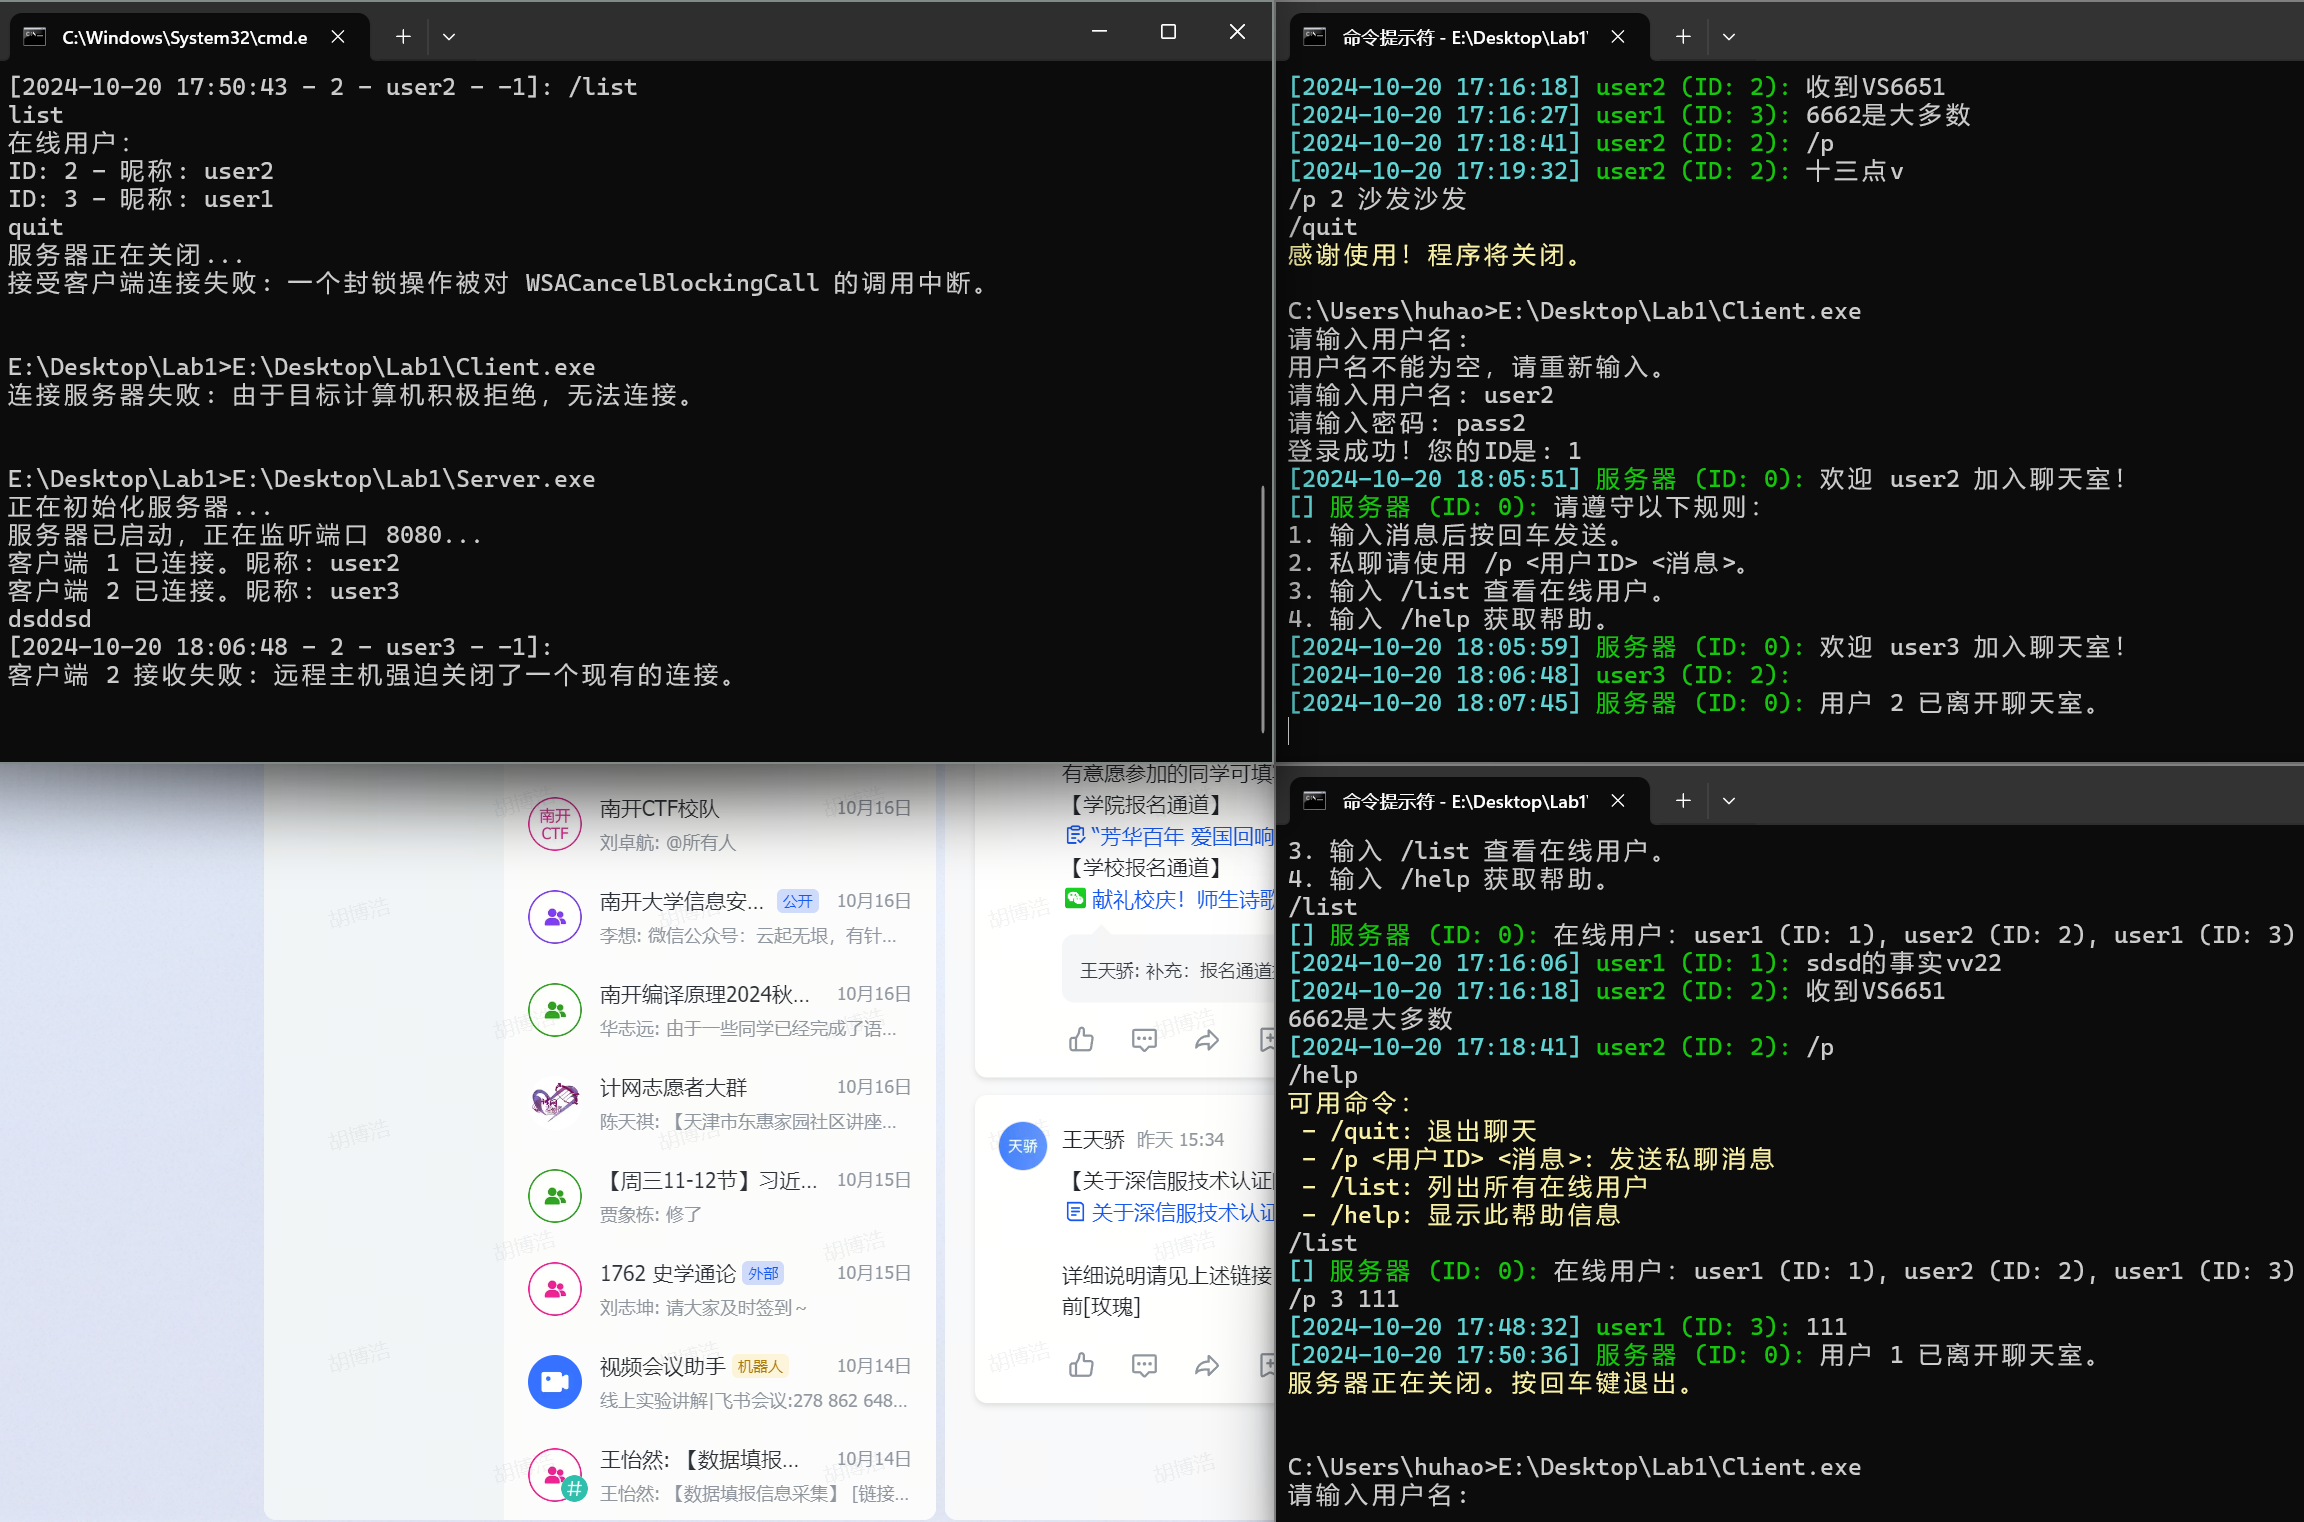 C:\Windows\System32\cmd.e
[2024-10-20 17:50:43 - 2 - user2 - -1]: /list
list
在线用户：
ID: 2 - 昵称: user2
ID: 3 - 昵称: user1
quit
服务器正在关闭...
接受客户端连接失败: 一个封锁操作被对 WSACancelBlockingCall 的调用中断。
E:\Desktop\Lab1>E:\Desktop\Lab1\Client.exe
连接服务器失败: 由于目标计算机积极拒绝，无法连接。
E:\Desktop\Lab1>E:\Desktop\Lab1\Server.exe
正在初始化服务器...
服务器已启动，正在监听端口 8080...
客户端 1 已连接。昵称: user2
客户端 2 已连接。昵称: user3
dsddsd
[2024-10-20 18:06:48 - 2 - user3 - -1]:
客户端 2 接收失败: 远程主机强迫关闭了一个现有的连接。
命令提示符 - E:\Desktop\Lab1\
[2024-10-20 17:16:18] user2 (ID: 2): 收到VS6651
[2024-10-20 17:16:27] user1 (ID: 3): 6662是大多数
[2024-10-20 17:18:41] user2 (ID: 2): /p
[2024-10-20 17:19:32] user2 (ID: 2): 十三点v
/p 2 沙发沙发
/quit
感谢使用！程序将关闭。
C:\Users\huhao>E:\Desktop\Lab1\Client.exe
请输入用户名:
用户名不能为空，请重新输入。
请输入用户名: user2
请输入密码: pass2
登录成功！您的ID是: 1
[2024-10-20 18:05:51] 服务器 (ID: 0): 欢迎 user2 加入聊天室！
[] 服务器 (ID: 0): 请遵守以下规则:
1. 输入消息后按回车发送。
2. 私聊请使用 /p <用户ID> <消息>。
3. 输入 /list 查看在线用户。
4. 输入 /help 获取帮助。
[2024-10-20 18:05:59] 服务器 (ID: 0): 欢迎 user3 加入聊天室！
[2024-10-20 18:06:48] user3 (ID: 2):
[2024-10-20 18:07:45] 服务器 (ID: 0): 用户 2 已离开聊天室。
命令提示符 - E:\Desktop\Lab1\
3. 输入 /list 查看在线用户。
4. 输入 /help 获取帮助。
/list
[] 服务器 (ID: 0): 在线用户: user1 (ID: 1), user2 (ID: 2), user1 (ID: 3)
[2024-10-20 17:16:06] user1 (ID: 1): sdsd的事实vv22
[2024-10-20 17:16:18] user2 (ID: 2): 收到VS6651
6662是大多数
[2024-10-20 17:18:41] user2 (ID: 2): /p
/help
可用命令:
- /quit: 退出聊天
- /p <用户ID> <消息>: 发送私聊消息
- /list: 列出所有在线用户
- /help: 显示此帮助信息
/list
[] 服务器 (ID: 0): 在线用户: user1 (ID: 1), user2 (ID: 2), user1 (ID: 3)
/p 3 111
[2024-10-20 17:48:32] user1 (ID: 3): 111
[2024-10-20 17:50:36] 服务器 (ID: 0): 用户 1 已离开聊天室。
服务器正在关闭。按回车键退出。
C:\Users\huhao>E:\Desktop\Lab1\Client.exe
请输入用户名:
南开
CTF
南开CTF校队 10月16日
刘卓航: @所有人
南开大学信息安... 公开 10月16日
李想: 微信公众号：云起无垠，有针...
南开编译原理2024秋... 10月16日
华志远: 由于一些同学已经完成了语...
计网志愿者大群 10月16日
陈天祺: 【天津市东惠家园社区讲座...
【周三11-12节】习近... 10月15日
贾象栋: 修了
1762 史学通论 外部 10月15日
刘志坤: 请大家及时签到～
视频会议助手 机器人 10月14日
线上实验讲解|飞书会议:278 862 648...
王怡然: 【数据填报... 10月14日
王怡然: 【数据填报信息采集】 [链接...
有意愿参加的同学可填
【学院报名通道】
“芳华百年 爱国回响
【学校报名通道】
献礼校庆！师生诗歌
王天骄: 补充：报名通道
天骄
王天骄 昨天 15:34
【关于深信服技术认证
关于深信服技术认证
详细说明请见上述链接
前[玫瑰]
胡博浩